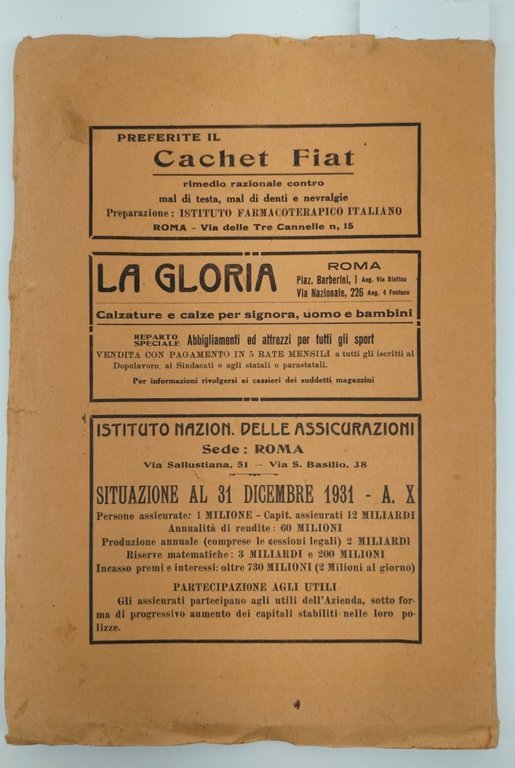 PREFERITE IL
Cachet Fiat
rimedio razionale contro
mal di testa, mal di denti e nevralgie
Preparazione : ISTITUTO FARMACOTERAPICO ITALIANO
ROMA - Via delle Tre Cannelle n, 15
LA GLORIA
ROMA
Piaz. Barberini, 1 Ang. Via Sistina
Via Nazionale, 226 Ang. 4 Fontane
Calzature e calze per signora, uomo e bambini
REPARTO SPECIALE Abbigliamenti ed attrezzi per tutti gli sport
VENDITA CON PAGAMENTO IN 5 RATE MENSILI a tutti gli iscritti al
Dopolavoro, ai Sindacati e agli statali e parastatali.
Per informazioni rivolgersi ai cassieri dei suddetti magazzini
ISTITUTO NAZION. DELLE ASSICURAZIONI
Sede : ROMA
Via Sallustiana, 51 — Via S. Basilio, 38
SITUAZIONE AL 31 DICEMBRE 1931 - A. X
Persone assicurate: 1 MILIONE - Capit. assicurati 12 MILIARDI
Annualità di rendite : 60 MILIONI
Produzione annuale (comprese le cessioni legali) 2 MILIARDI
Riserve matematiche : 3 MILIARDI e 200 MILIONI
Incasso premi e interessi: oltre 730 MILIONI (2 Milioni al giorno)
PARTECIPAZIONE AGLI UTILI
Gli assicurati partecipano agli utili dell'Azienda, sotto for-
ma di progressivo aumento dei capitali stabiliti nelle loro po-
lizze.